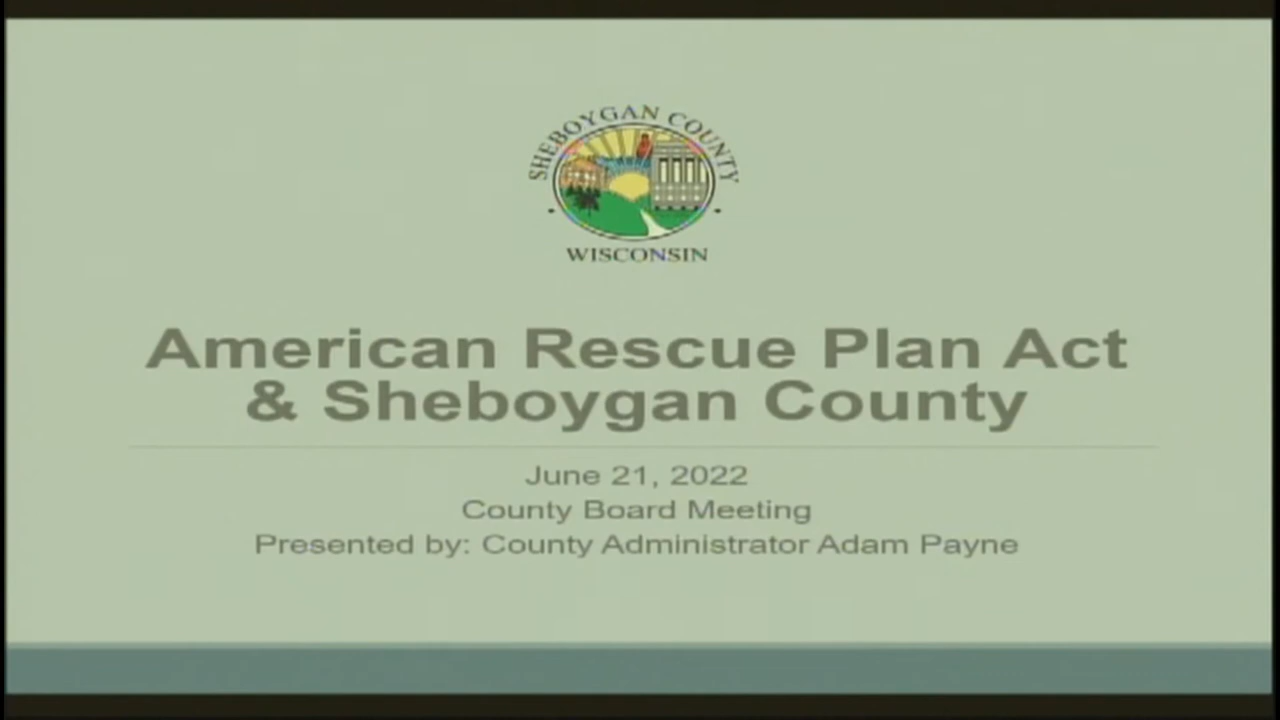 SHEBOYGAN COUNTY
WISCONSIN
American Rescue Plan Act
& Sheboygan County
June 21, 2022
County Board Meeting
Presented by: County Administrator Adam Payne